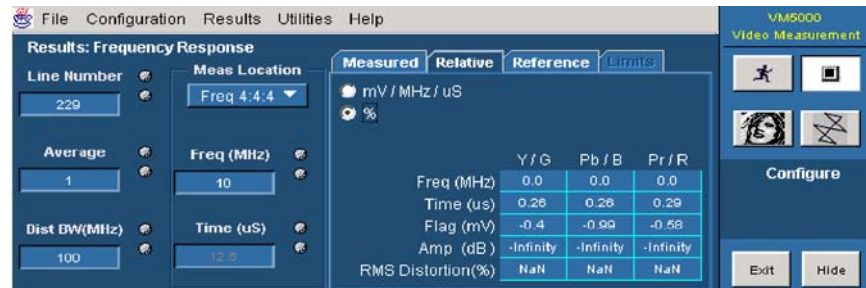 File Configuration Results Utilities Help
VM5000
Video Measurement
Results: Frequency Response
Line Number
229
Average
1
Dist BW(MHz)
100
Meas Location
Freq 4:4:4
Freq (MHz)
10
Time (uS)
12.5
Measured Relative Reference Limits
mV / MHz / uS
%
Y / G Pb / B Pr / R
Freq (MHz) 0.0 0.0 0.0
Time (us) 0.26 0.26 0.29
Flag (mV) -0.4 -0.99 -0.58
Amp (dB) -Infinity -Infinity -Infinity
RMS Distortion(%) NaN NaN NaN
Configure
Exit Hide